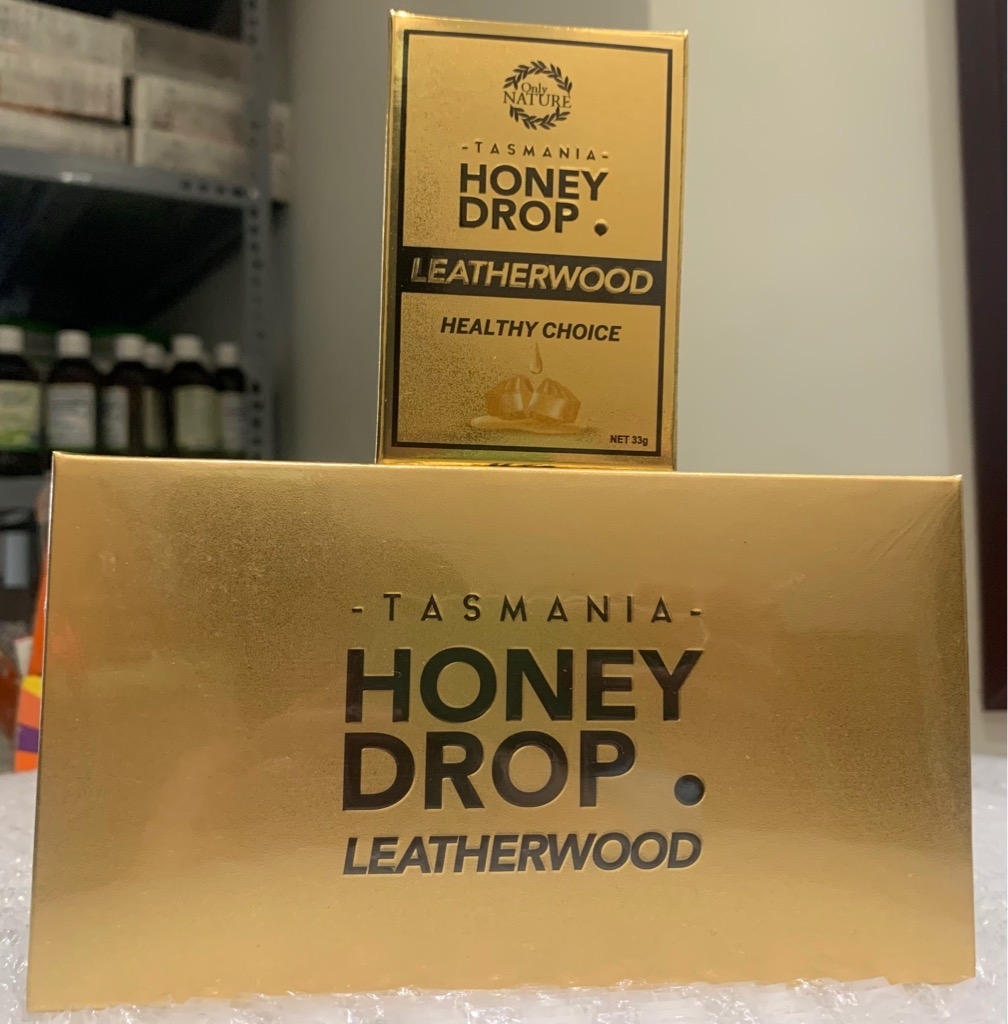 Only
NATURE
-TASMANIA-
HONEY
DROP.
LEATHERWOOD
HEALTHY CHOICE
NET 33g
-TASMANIA-
HONEY
DROP.
LEATHERWOOD